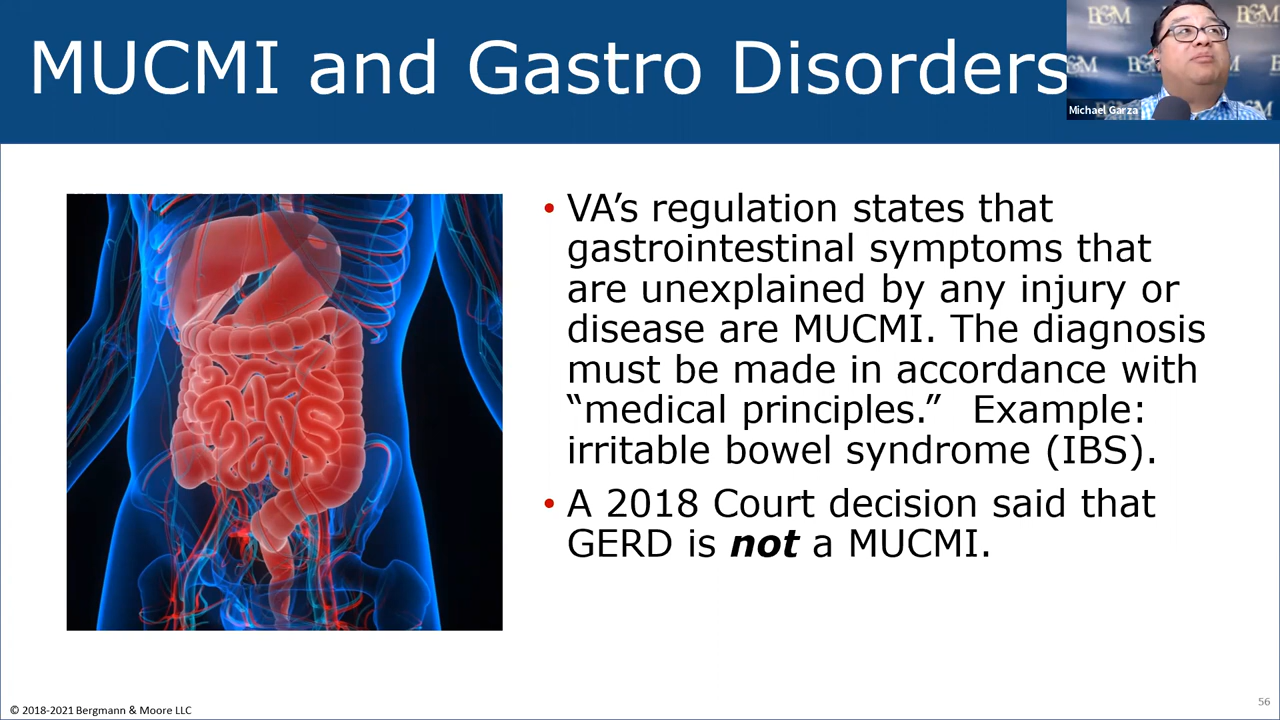 MUCMI and Gastro Disorders
B&M
B&M
&M
B&M
B
B&M
&M
Michael Garza
• VA’s regulation states that
gastrointestinal symptoms that
are unexplained by any injury or
disease are MUCMI. The diagnosis
must be made in accordance with
“medical principles.” Example:
irritable bowel syndrome (IBS).
• A 2018 Court decision said that
GERD is not a MUCMI.
© 2018-2021 Bergmann & Moore LLC
56